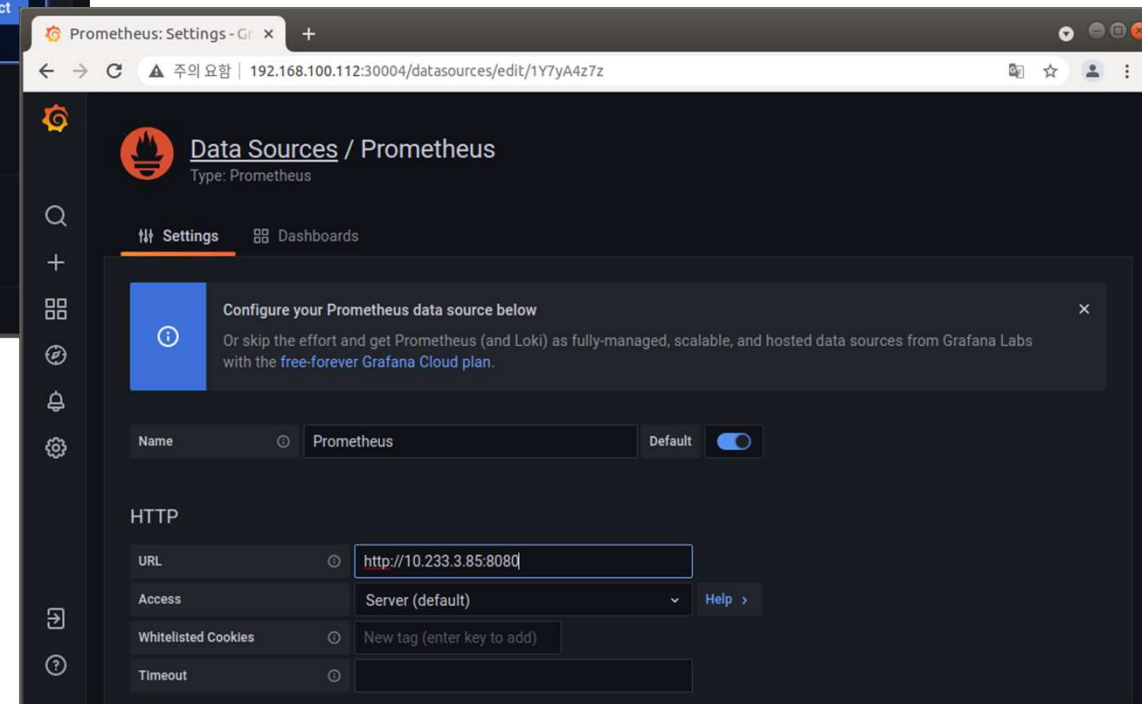 ct
Prometheus: Settings - Gr
주의 요함 192.168.100.112:30004/datasources/edit/1Y7yA4z7z
Data Sources / Prometheus
Type: Prometheus
Settings Dashboards
Configure your Prometheus data source below
Or skip the effort and get Prometheus (and Loki) as fully-managed, scalable, and hosted data sources from Grafana Labs
with the free-forever Grafana Cloud plan.
Name Prometheus Default
HTTP
URL http://10.233.3.85:8080
Access Server (default) Help >
Whitelisted Cookies New tag (enter key to add)
Timeout